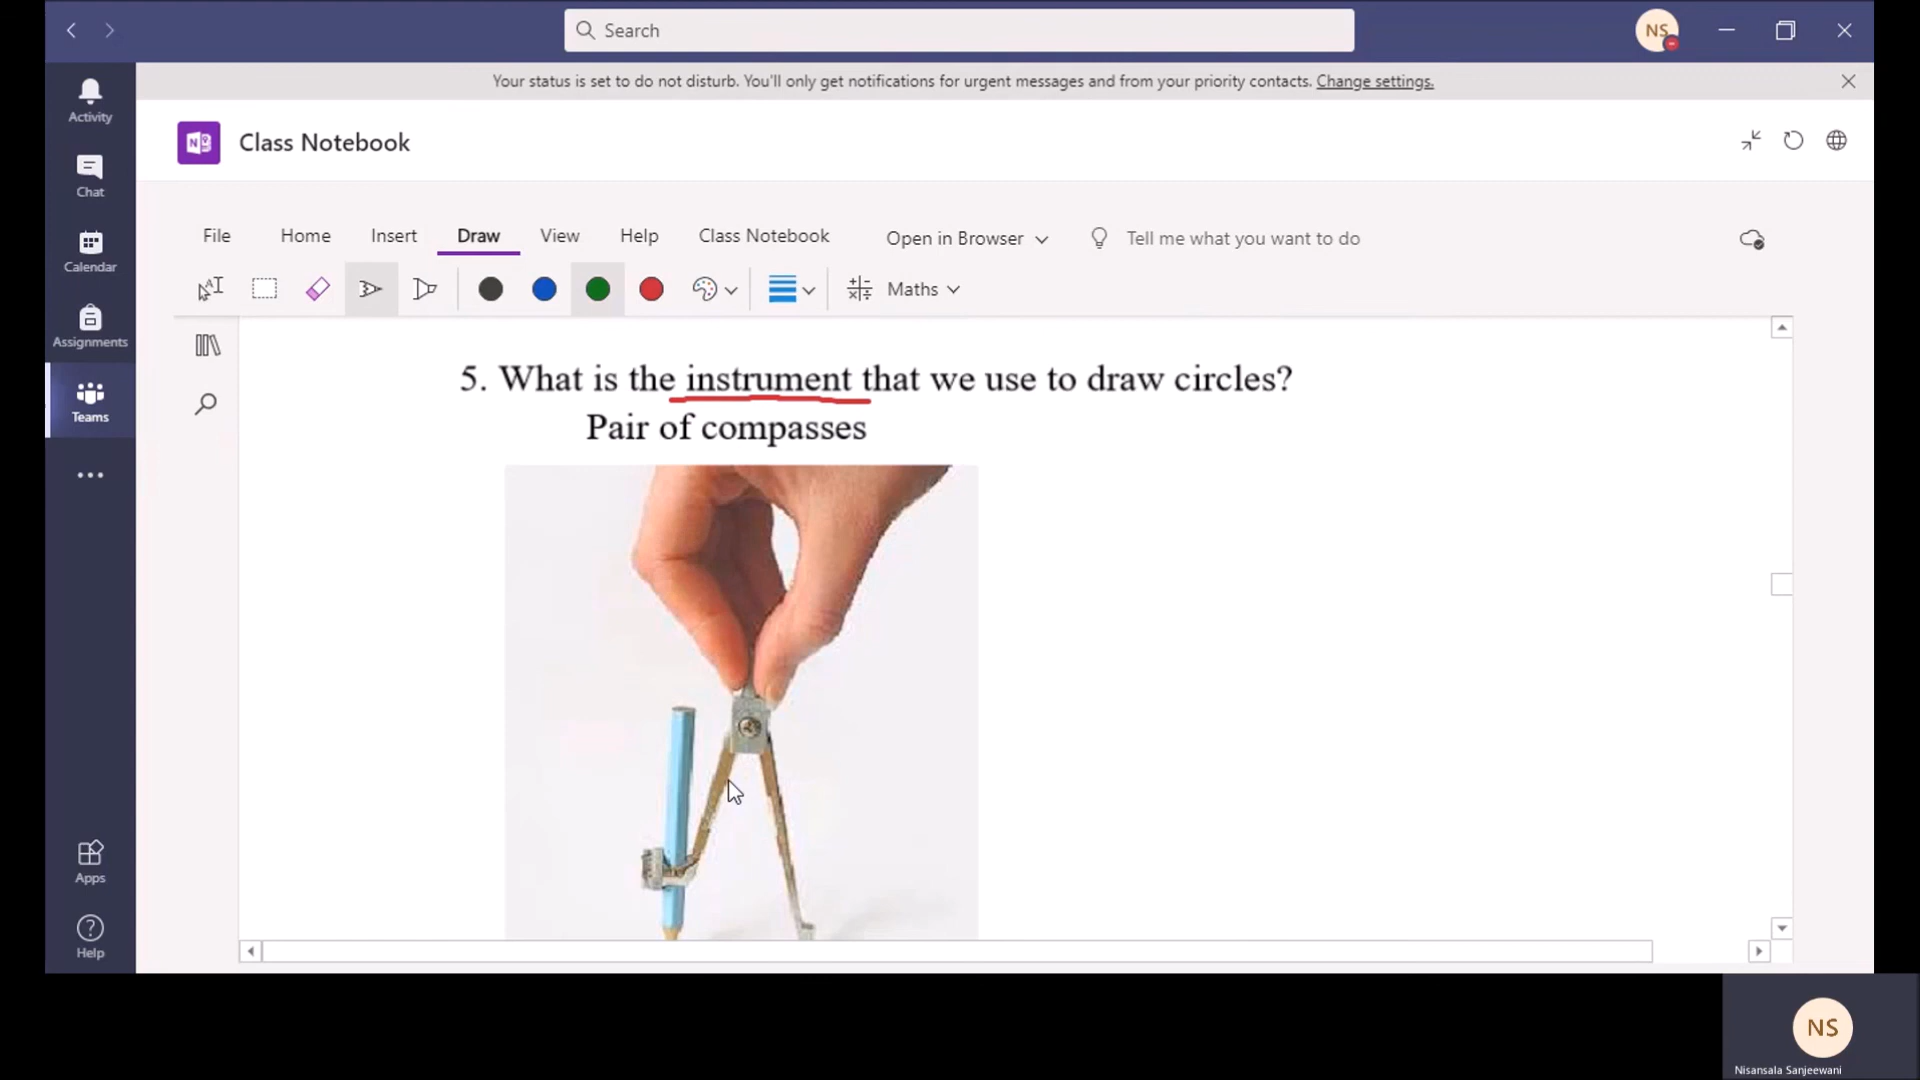 Search
NS
Your status is set to do not disturb. You'll only get notifications for urgent messages and from your priority contacts. Change settings.
Activity
Chat
Calendar
Assignments
Teams
Apps
Help
N
Class Notebook
File Home Insert Draw View Help Class Notebook Open in Browser Tell me what you want to do
Maths
5. What is the instrument that we use to draw circles?
Pair of compasses
NS
Nisansala Sanjeewani